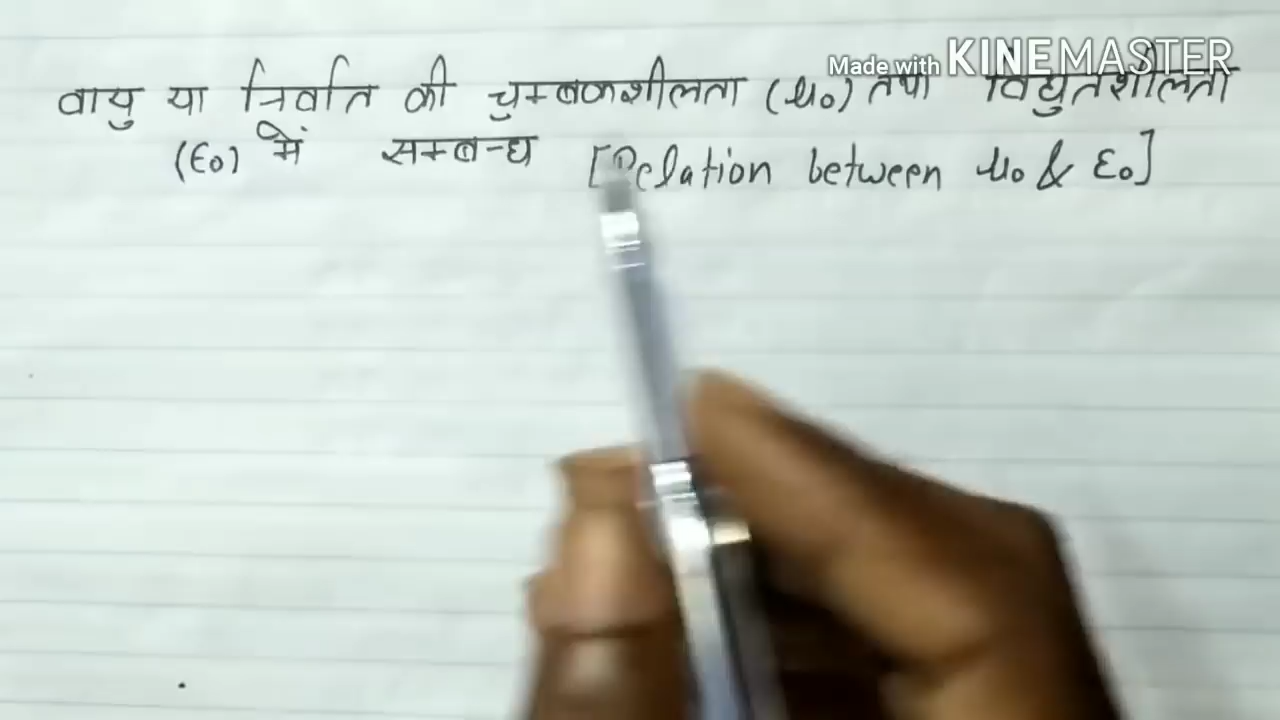 Made with KINEMASTER
वायु या निर्वात की चुम्बकशीलता (μ0) तथा विद्युतशीलता
(ε0) में सम्बन्ध [Relation between μ0 & ε0]